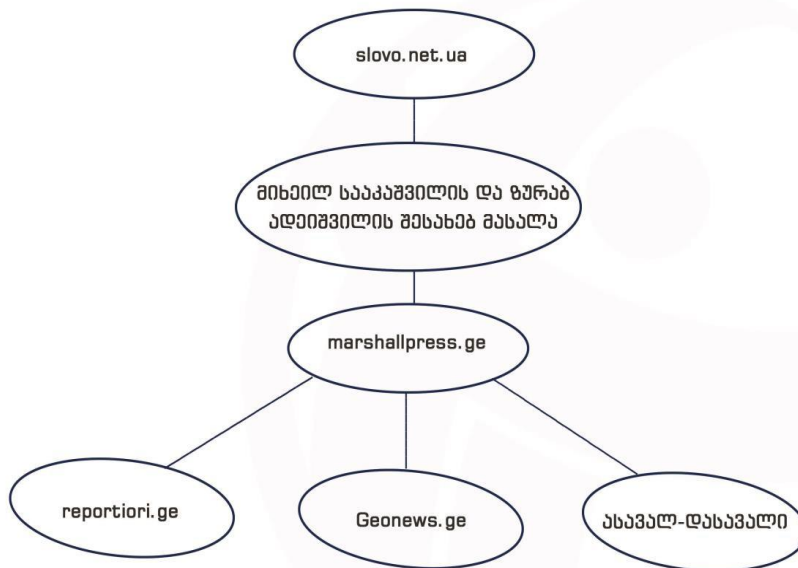 slovo.net.ua
მიხეილ სააკაშვილის და ზურაბ
ადეიშვილის შესახებ მასალა
marshallpress.ge
reportiori.ge
Geonews.ge
ასავალ-დასავალი